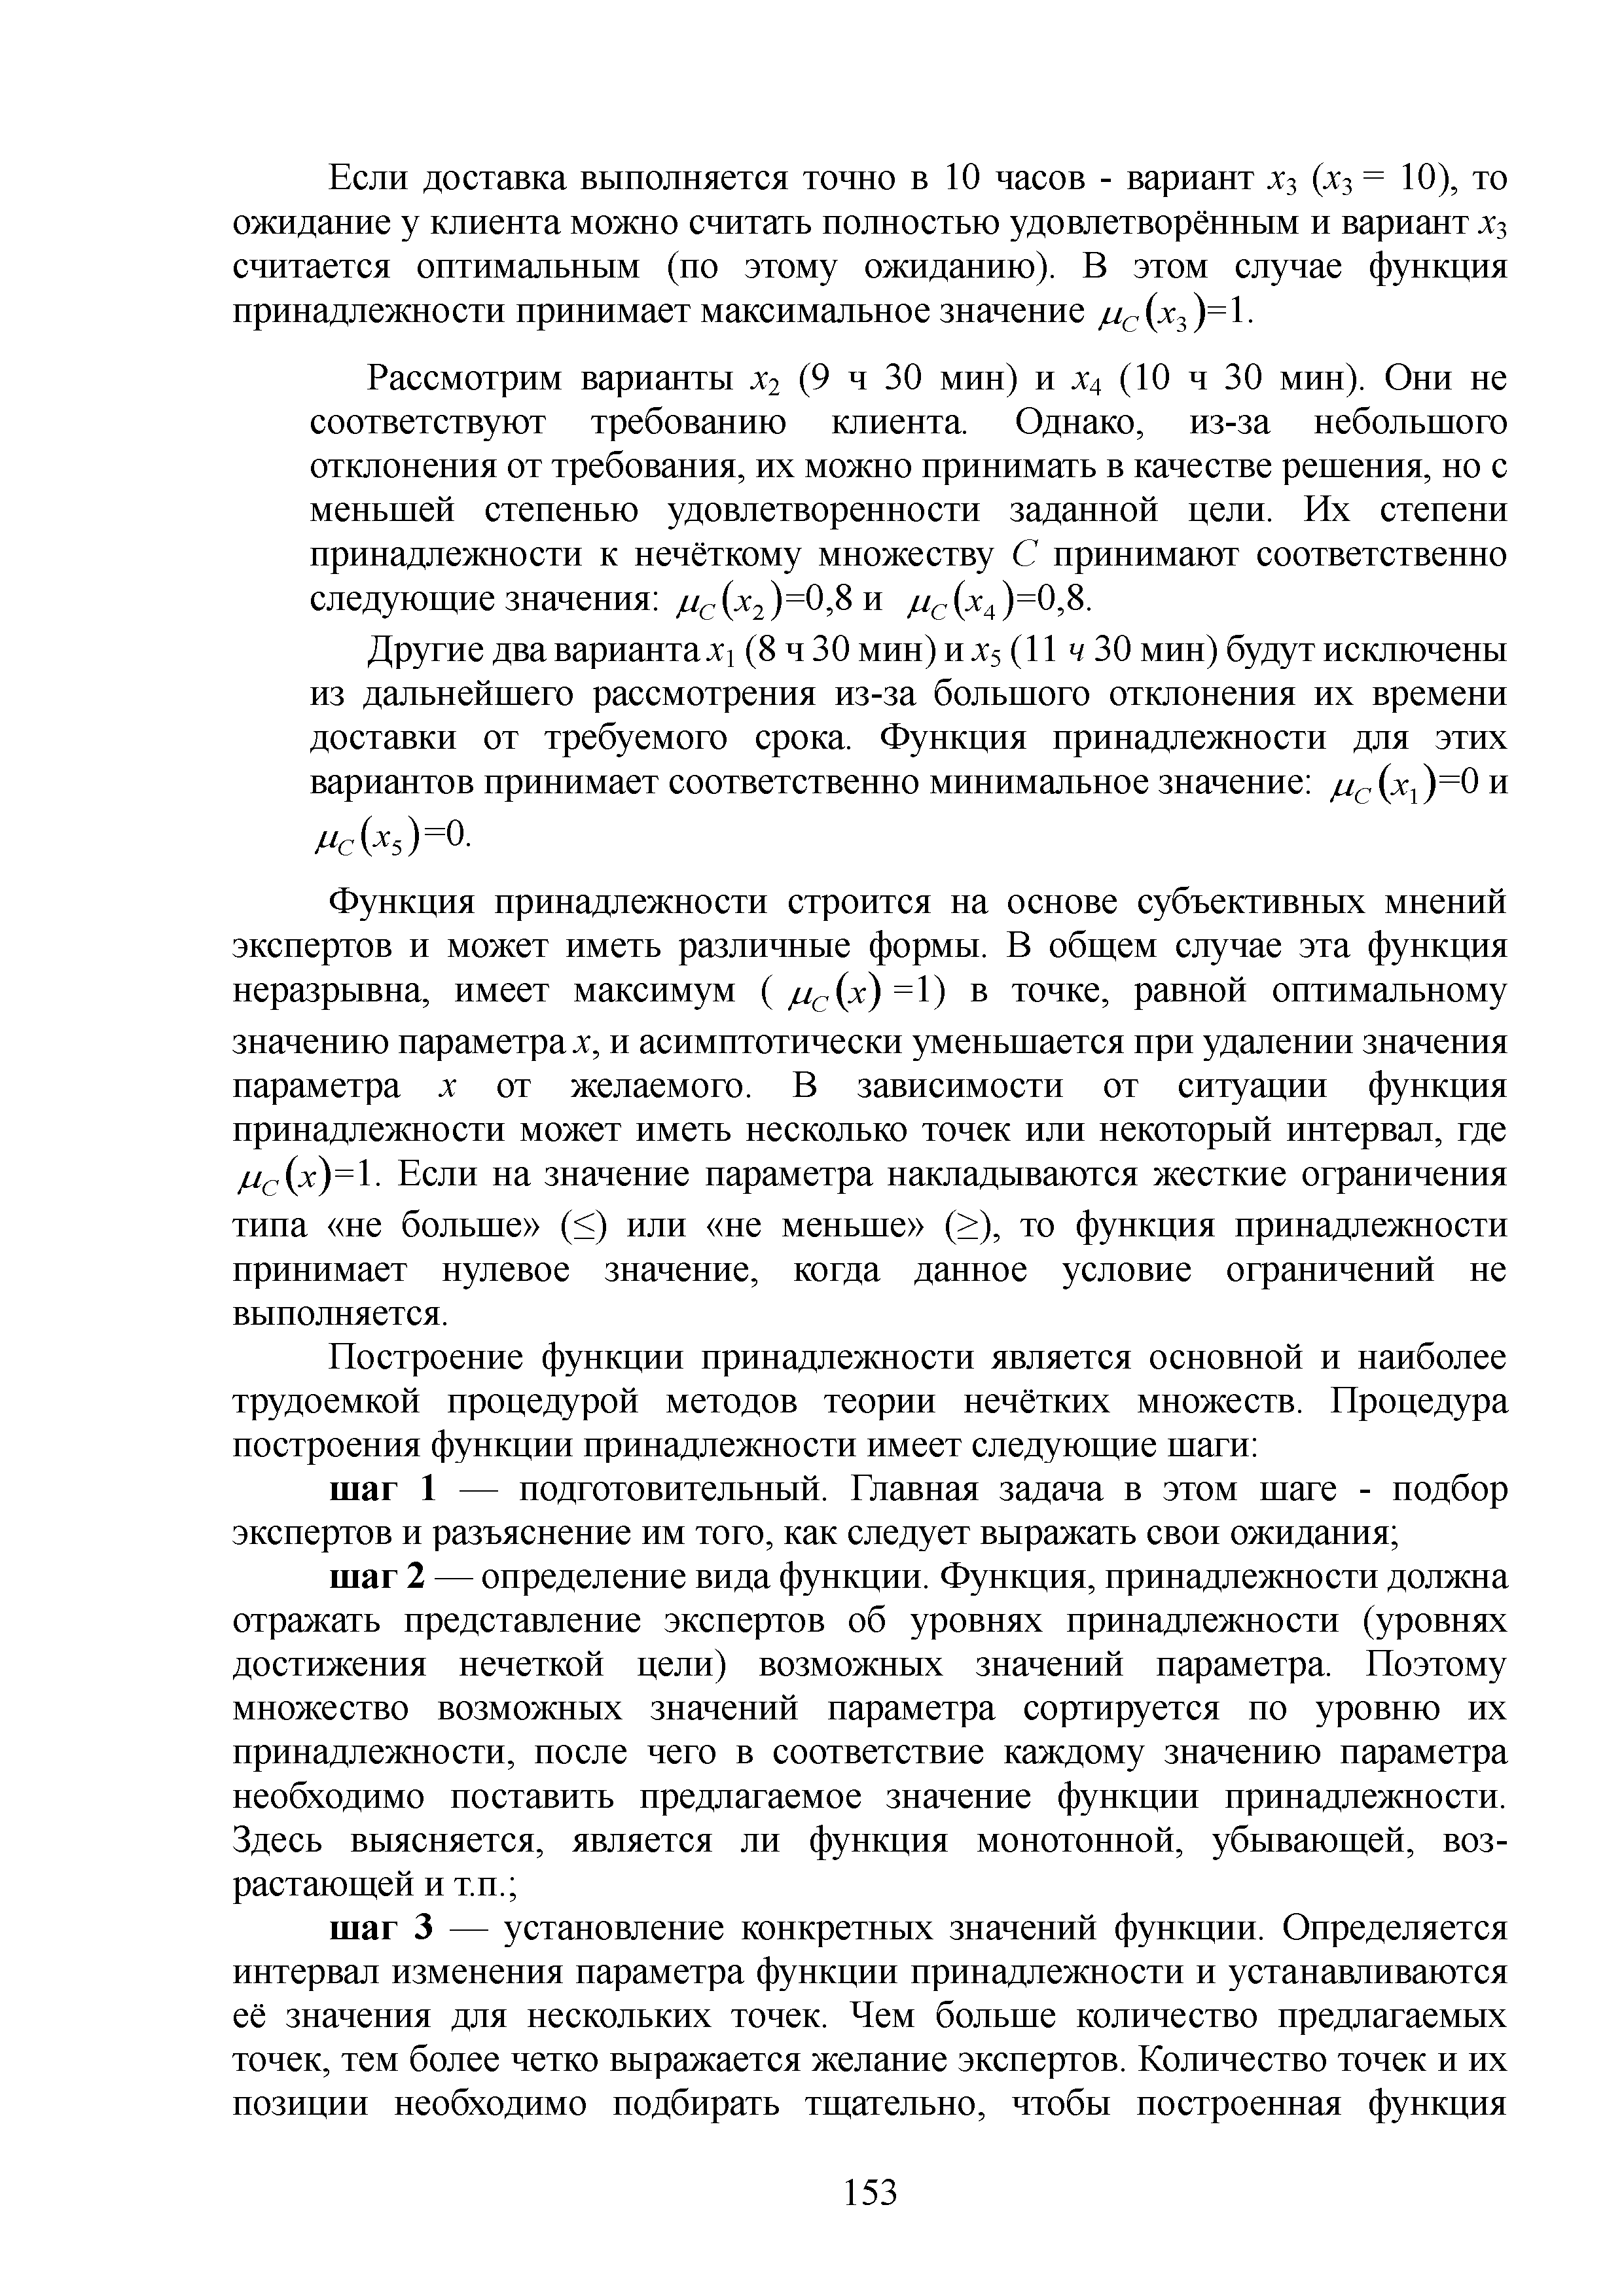 Если доставка выполняется точно в 10 часов - вариант x₃ (x₃ = 10), то
ожидание у клиента можно считать полностью удовлетворённым и вариант x₃
считается оптимальным (по этому ожиданию). В этом случае функция
принадлежности принимает максимальное значение μ_C(x₃)=1.
Рассмотрим варианты x₂ (9 ч 30 мин) и x₄ (10 ч 30 мин). Они не
соответствуют требованию клиента. Однако, из-за небольшого
отклонения от требования, их можно принимать в качестве решения, но с
меньшей степенью удовлетворенности заданной цели. Их степени
принадлежности к нечёткому множеству C принимают соответственно
следующие значения: μ_C(x₂)=0,8 и μ_C(x₄)=0,8.
Другие два варианта x₁ (8 ч 30 мин) и x₅ (11 ч 30 мин) будут исключены
из дальнейшего рассмотрения из-за большого отклонения их времени
доставки от требуемого срока. Функция принадлежности для этих
вариантов принимает соответственно минимальное значение: μ_C(x₁)=0 и
μ_C(x₅)=0.
Функция принадлежности строится на основе субъективных мнений
экспертов и может иметь различные формы. В общем случае эта функция
неразрывна, имеет максимум ( μ_C(x) =1) в точке, равной оптимальному
значению параметра x, и асимптотически уменьшается при удалении значения
параметра x от желаемого. В зависимости от ситуации функция
принадлежности может иметь несколько точек или некоторый интервал, где
μ_C(x)=1. Если на значение параметра накладываются жесткие ограничения
типа «не больше» (≤) или «не меньше» (≥), то функция принадлежности
принимает нулевое значение, когда данное условие ограничений не
выполняется.
Построение функции принадлежности является основной и наиболее
трудоемкой процедурой методов теории нечётких множеств. Процедура
построения функции принадлежности имеет следующие шаги:
шаг 1 — подготовительный. Главная задача в этом шаге - подбор
экспертов и разъяснение им того, как следует выражать свои ожидания;
шаг 2 — определение вида функции. Функция, принадлежности должна
отражать представление экспертов об уровнях принадлежности (уровнях
достижения нечеткой цели) возможных значений параметра. Поэтому
множество возможных значений параметра сортируется по уровню их
принадлежности, после чего в соответствие каждому значению параметра
необходимо поставить предлагаемое значение функции принадлежности.
Здесь выясняется, является ли функция монотонной, убывающей, воз-
растающей и т.п.;
шаг 3 — установление конкретных значений функции. Определяется
интервал изменения параметра функции принадлежности и устанавливаются
её значения для нескольких точек. Чем больше количество предлагаемых
точек, тем более четко выражается желание экспертов. Количество точек и их
позиции необходимо подбирать тщательно, чтобы построенная функция
153